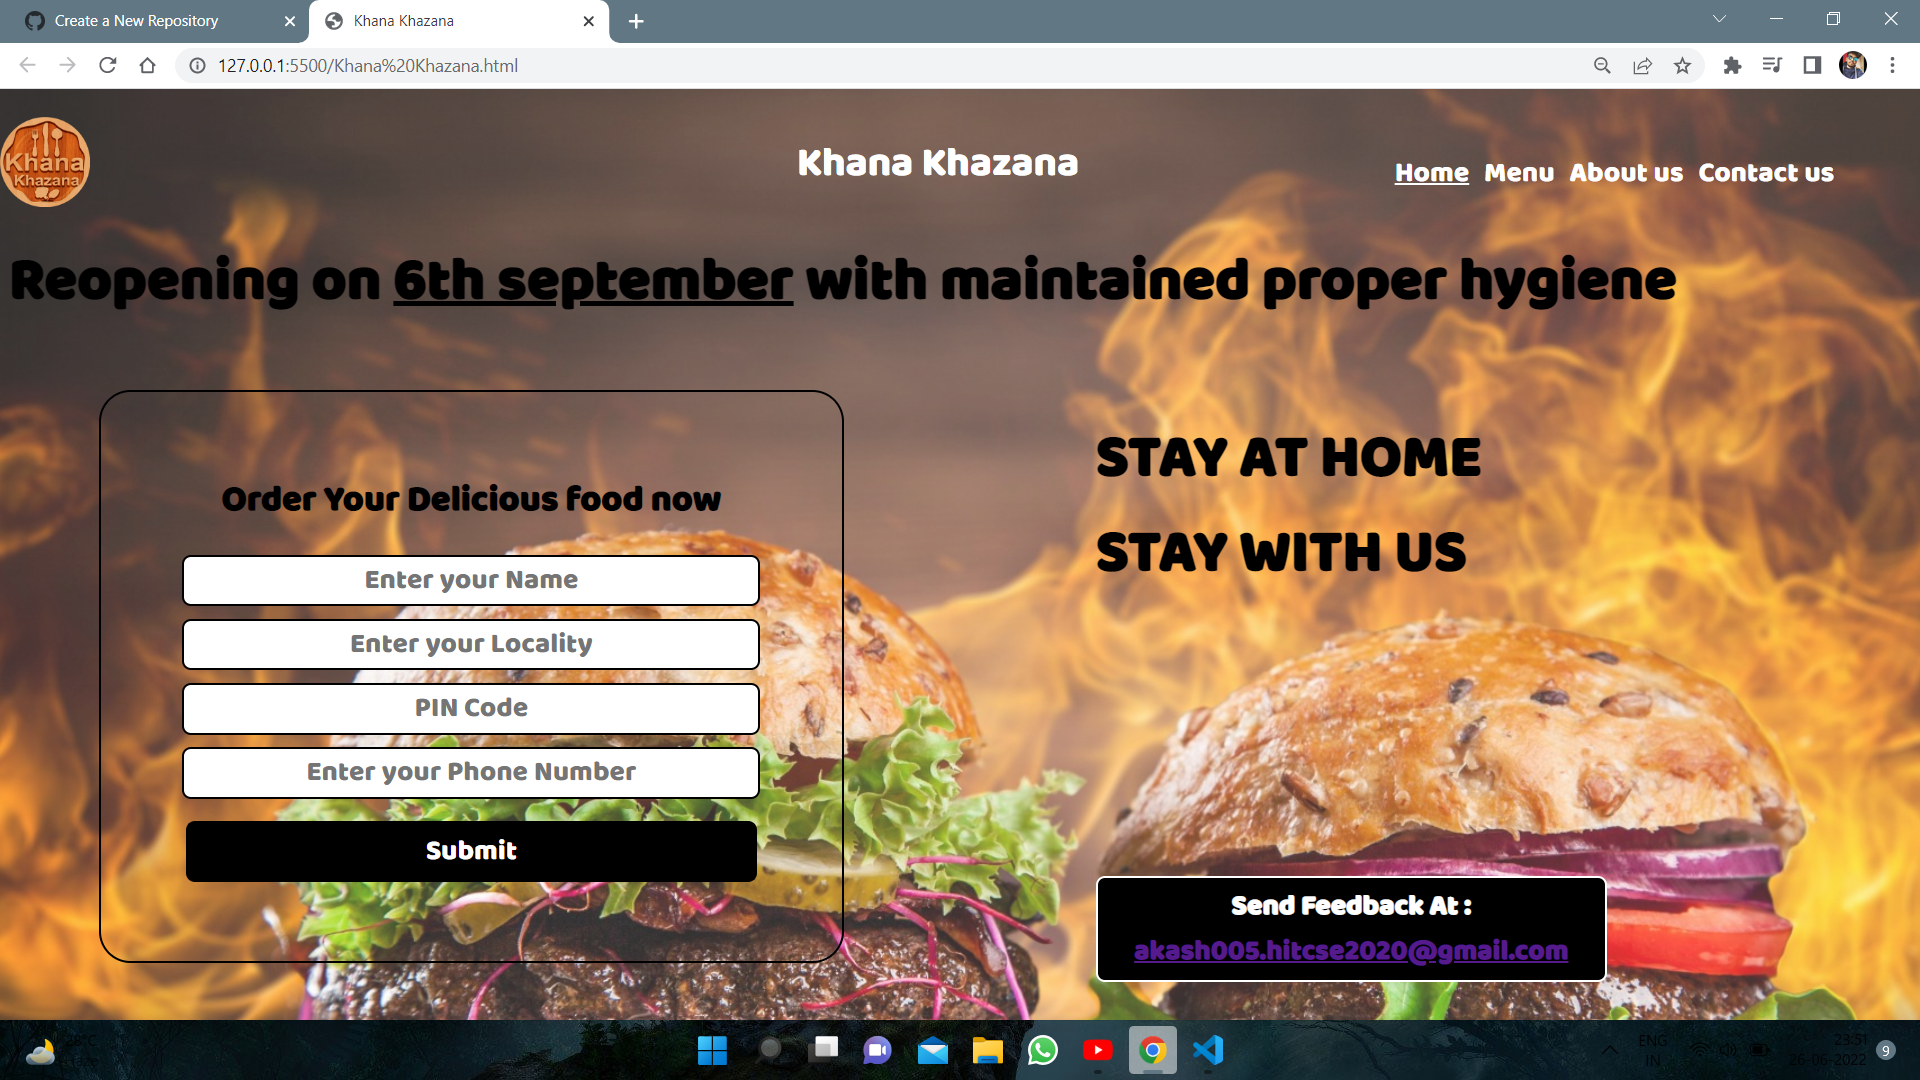 Create a New Repository
Khana Khazana
127.0.0.1:5500/Khana%20Khazana.html
Khana
Khazana
Khana Khazana
Home Menu About us Contact us
Reopening on 6th september with maintained proper hygiene
Order Your Delicious food now
Enter your Name
Enter your Locality
PIN Code
Enter your Phone Number
Submit
STAY AT HOME
STAY WITH US
Send Feedback At :
akash005.hitcse2020@gmail.com
ENG
IN
23:51
26-06-2022
9